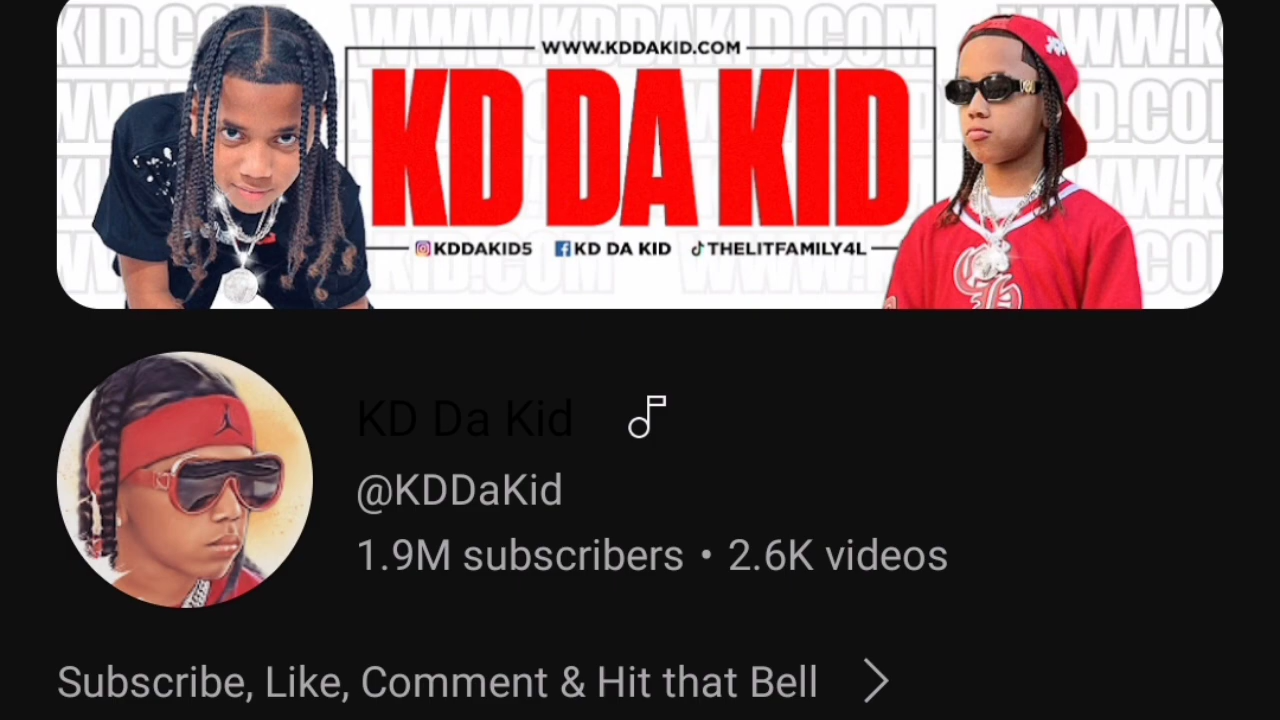 WWW.KDDAKID.COM
KD DA KID
KDDAKID5 KD DA KID THELITFAMILY4L
KD Da Kid
@KDDaKid
1.9M subscribers • 2.6K videos
Subscribe, Like, Comment & Hit that Bell